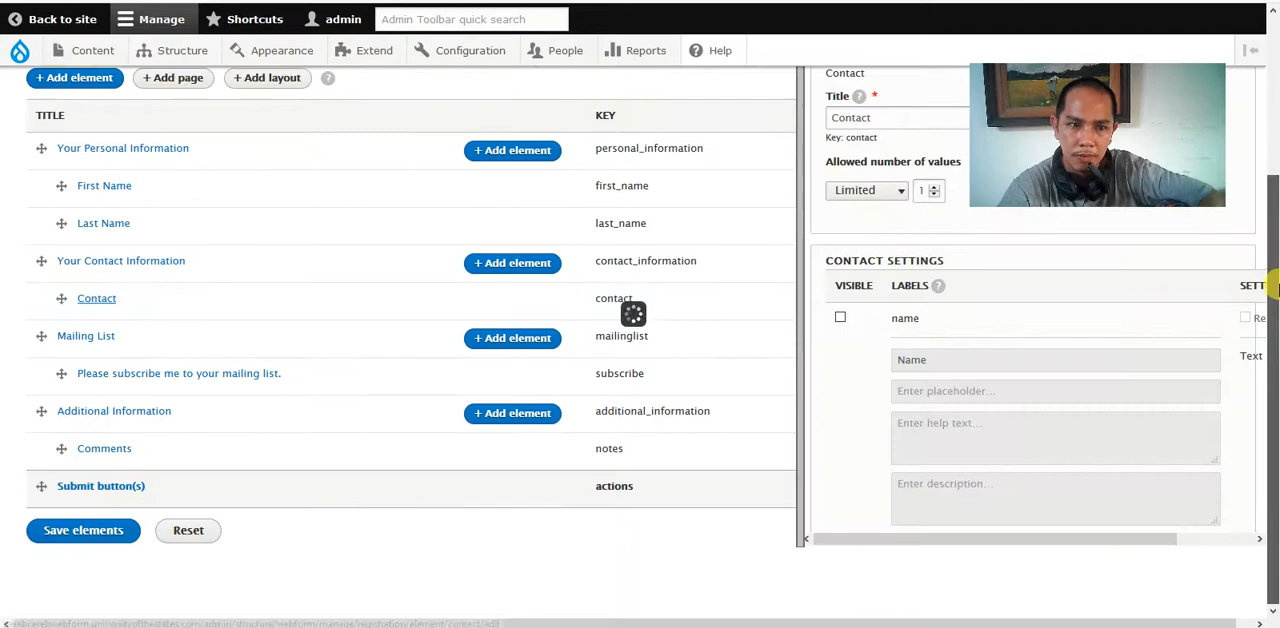 Back to site Manage Shortcuts admin Admin Toolbar quick search
Content Structure Appearance Extend Configuration People Reports Help
+ Add element + Add page + Add layout ?
TITLE KEY
Your Personal Information + Add element personal_information
First Name first_name
Last Name last_name
Your Contact Information + Add element contact_information
Contact contact
Mailing List + Add element mailinglist
Please subscribe me to your mailing list. subscribe
Additional Information + Add element additional_information
Comments notes
Submit button(s) actions
Save elements Reset
Contact
Title ? *
Contact
Key: contact
Allowed number of values
Limited 1
CONTACT SETTINGS
VISIBLE LABELS ? SETT
name Re
Name Text
Enter placeholder...
Enter help text...
Enter description...